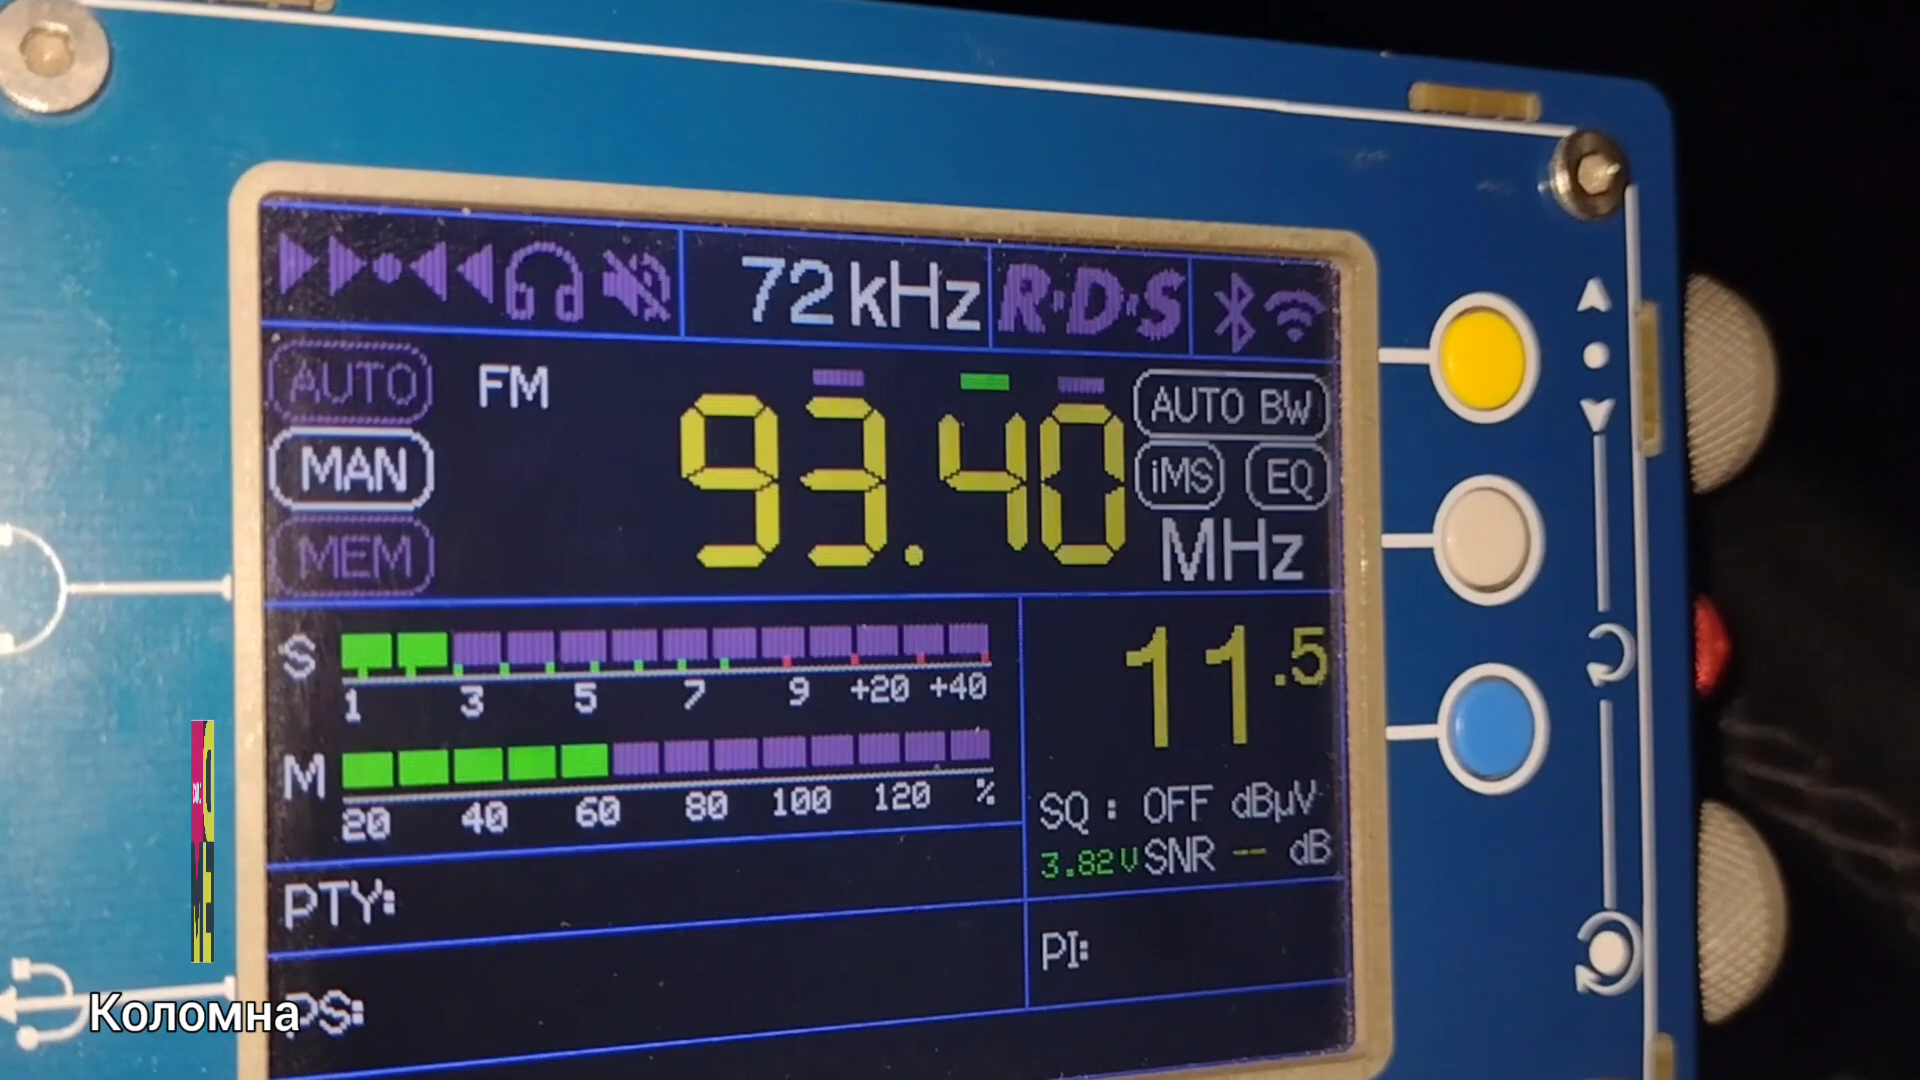 72 kHz R·D·S
AUTO FM 93.40 AUTO BW
MAN iMS EQ
MEM MHz
S 11.5
1 3 5 7 9 +20 +40
M
20 40 60 80 100 120 %
SQ : OFF dBµV
3.82V SNR -- dB
PTY:
PI:
PS:
Коломна